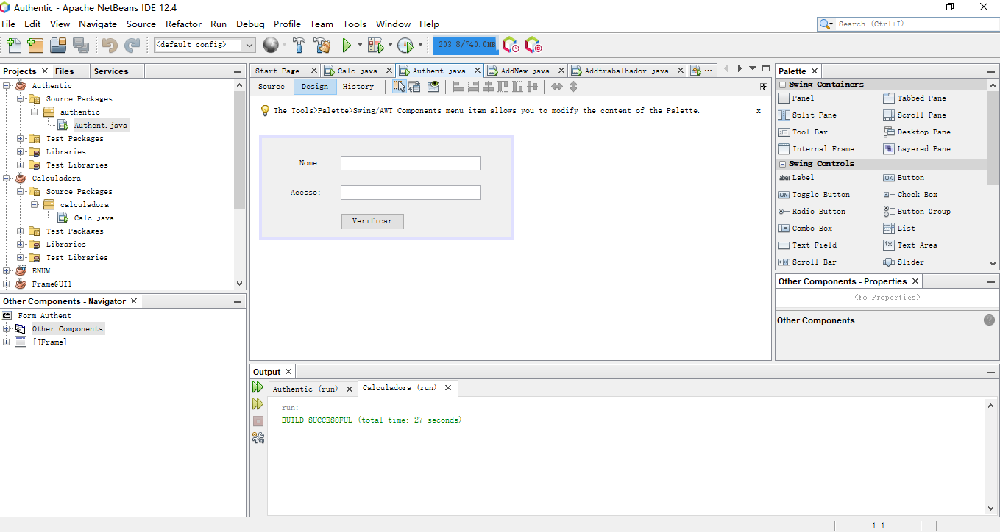 Authentic - Apache NetBeans IDE 12.4
File Edit View Navigate Source Refactor Run Debug Profile Team Tools Window Help
Search (Ctrl+I)
<default config>
203.8/740.0MB
Projects Files Services
Authentic
Source Packages
authentic
Authent.java
Test Packages
Libraries
Test Libraries
Calculadora
Source Packages
calculadora
Calc.java
Test Packages
Libraries
Test Libraries
ENUM
FrameGUI1
Other Components - Navigator
Form Authent
Other Components
[JFrame]
Start Page Calc.java Authent.java AddNew.java Addtrabalhador.java ...
Source Design History
The Tools>Palette>Swing/AWT Components menu item allows you to modify the content of the Palette. x
Nome:
Acesso:
Verificar
Output
Authentic (run) Calculadora (run)
run:
BUILD SUCCESSFUL (total time: 27 seconds)
Palette
Swing Containers
Panel Tabbed Pane
Split Pane Scroll Pane
Tool Bar Desktop Pane
Internal Frame Layered Pane
Swing Controls
label Label OK Button
ON Toggle Button Check Box
Radio Button Button Group
Combo Box List
Text Field tx Text Area
Scroll Bar Slider
Other Components - Properties
<No Properties>
Other Components
?
1:1